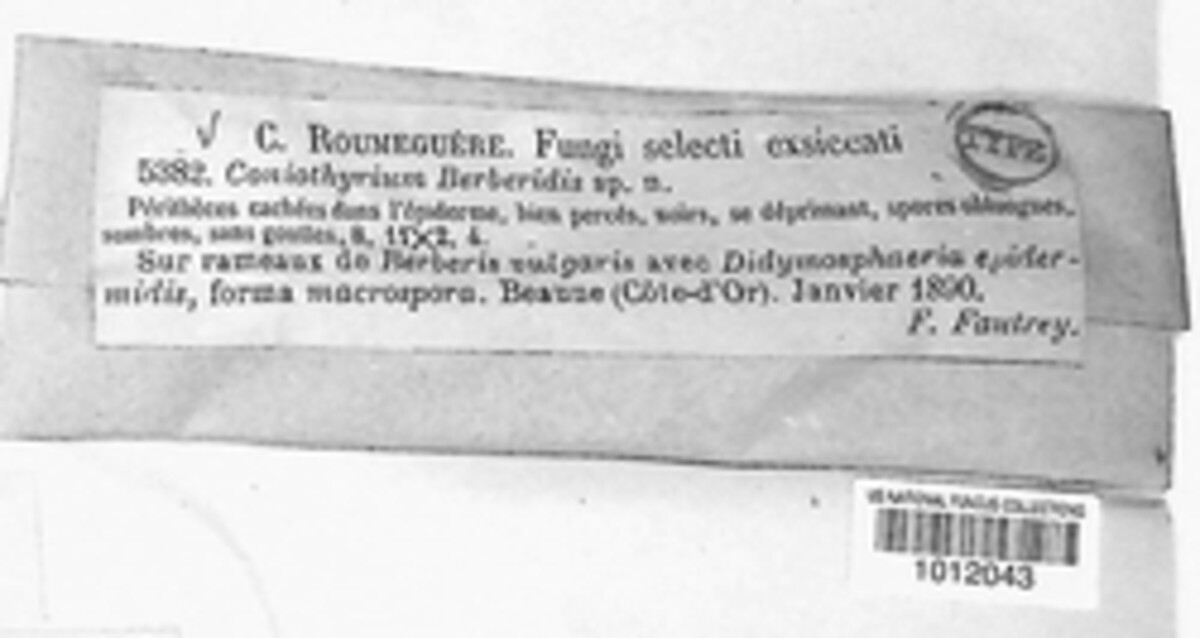 √ C. ROUMEGUÈRE. Fungi selecti exsiccati
TYPE
5382. Coniothyrium Berberidis sp. n.
Périthèces cachées dans l'épiderme, bien percés, noirs, se déprimant, spores oblongues,
sombres, sans gouttes, 8, 11×3, 4.
Sur rameaux de Berberis vulgaris avec Didymosphaeria epider-
midis, forma macrospora. Beaune (Côte-d'Or). Janvier 1890.
F. Fautrey.
US NATIONAL FUNGUS COLLECTIONS
1012043